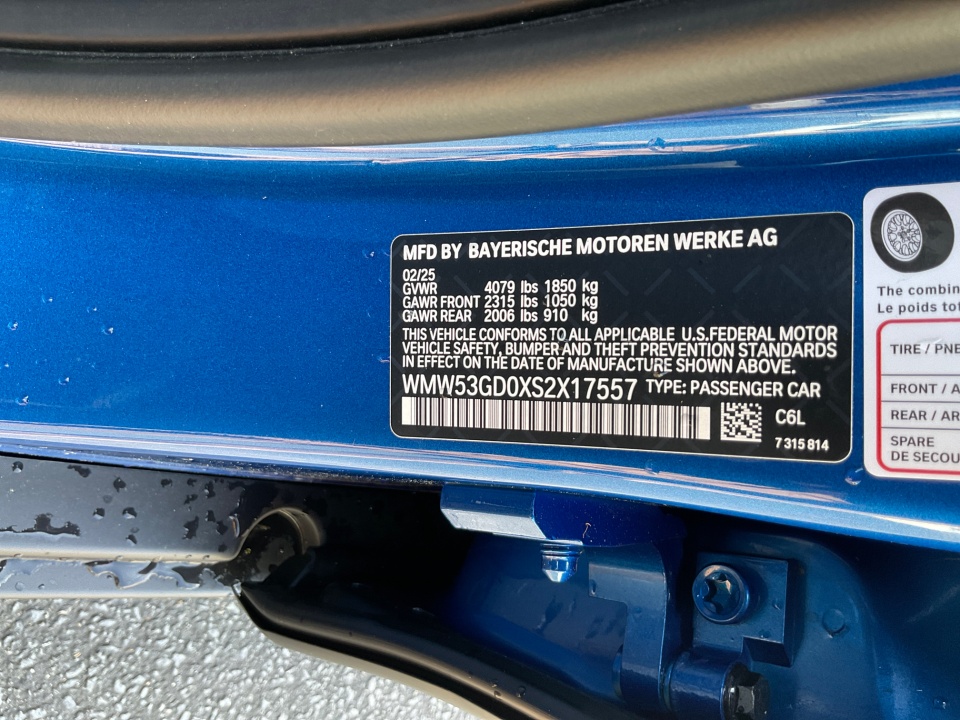 MFD BY BAYERISCHE MOTOREN WERKE AG
02/25
GVWR 4079 lbs 1850 kg
GAWR FRONT 2315 lbs 1050 kg
GAWR REAR 2006 lbs 910 kg
THIS VEHICLE CONFORMS TO ALL APPLICABLE U.S.FEDERAL MOTOR
VEHICLE SAFETY, BUMPER AND THEFT PREVENTION STANDARDS
IN EFFECT ON THE DATE OF MANUFACTURE SHOWN ABOVE.
WMW53GD0XS2X17557 TYPE: PASSENGER CAR
C6L
7 315 814
The combin
Le poids tot
TIRE / PNE
FRONT / A
REAR / AR
SPARE
DE SECOU